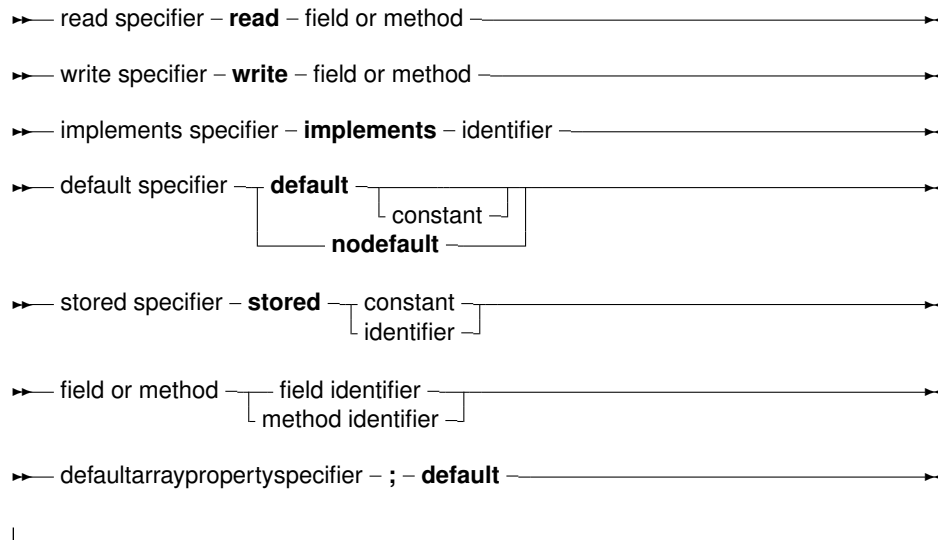 read specifier – read – field or method
write specifier – write – field or method
implements specifier – implements – identifier
default specifier default
constant
nodefault
stored specifier – stored constant
identifier
field or method field identifier
method identifier
defaultarraypropertyspecifier – ; – default